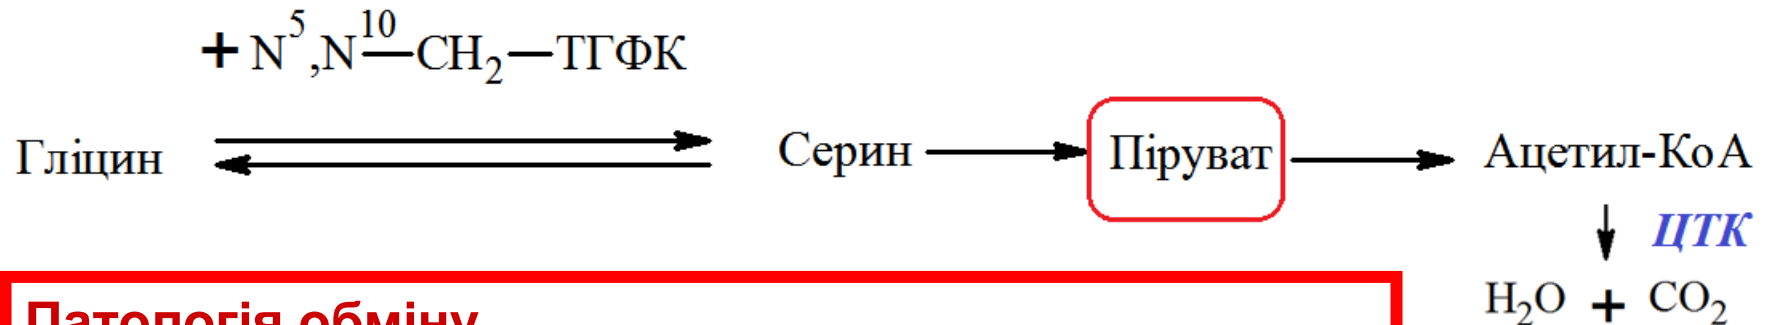 + N⁵,N¹⁰—CH₂—ТГФК
Гліцин Серин Піруват Ацетил-КоА
ЦТК
H₂O + CO₂
Патологія обміну